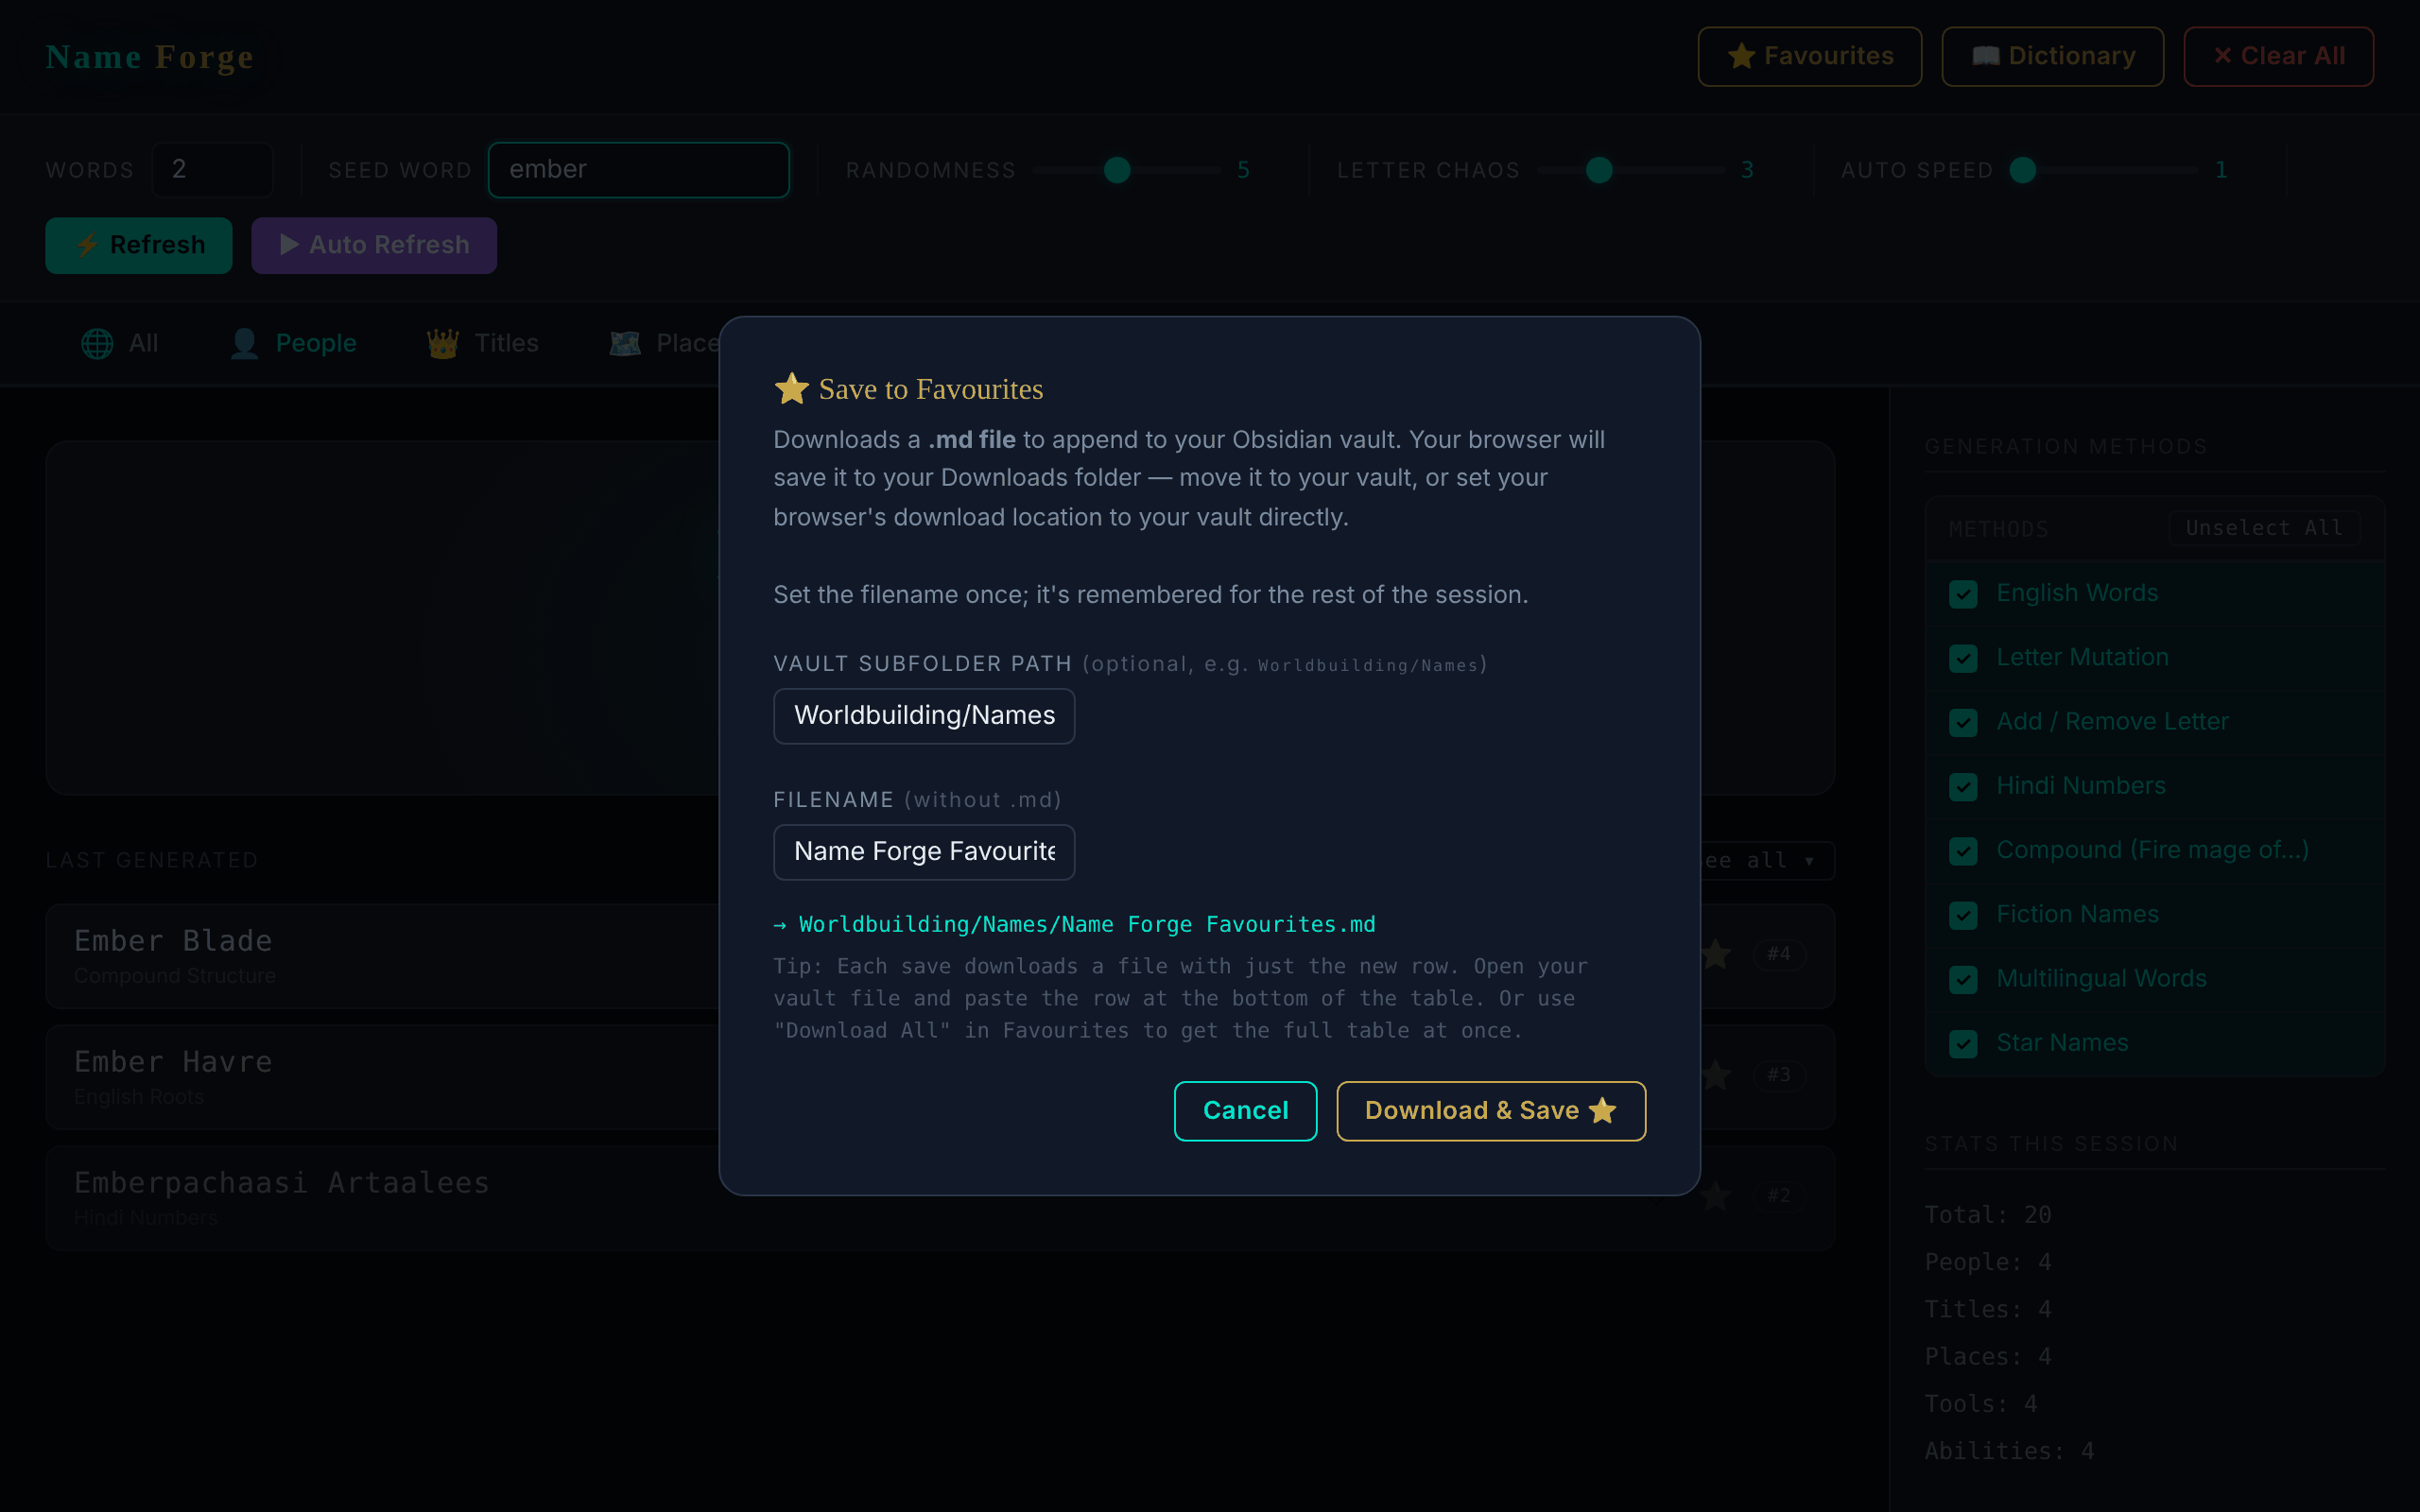 Name Forge
⭐ Favourites
📖 Dictionary
✕ Clear All
WORDS
2
SEED WORD
ember
RANDOMNESS
5
LETTER CHAOS
3
AUTO SPEED
1
⚡ Refresh
▶ Auto Refresh
All
People
Titles
Place
⭐ Save to Favourites
Downloads a .md file to append to your Obsidian vault. Your browser will
save it to your Downloads folder — move it to your vault, or set your
browser's download location to your vault directly.
Set the filename once; it's remembered for the rest of the session.
VAULT SUBFOLDER PATH (optional, e.g. Worldbuilding/Names)
Worldbuilding/Names
FILENAME (without .md)
Name Forge Favourite
→ Worldbuilding/Names/Name Forge Favourites.md
Tip: Each save downloads a file with just the new row. Open your
vault file and paste the row at the bottom of the table. Or use
"Download All" in Favourites to get the full table at once.
Cancel
Download & Save ⭐
LAST GENERATED
ee all ▾
Ember Blade
Compound Structure
#4
Ember Havre
English Roots
#3
Emberpachaasi Artaalees
Hindi Numbers
#2
GENERATION METHODS
METHODS
Unselect All
English Words
Letter Mutation
Add / Remove Letter
Hindi Numbers
Compound (Fire mage of...)
Fiction Names
Multilingual Words
Star Names
STATS THIS SESSION
Total: 20
People: 4
Titles: 4
Places: 4
Tools: 4
Abilities: 4